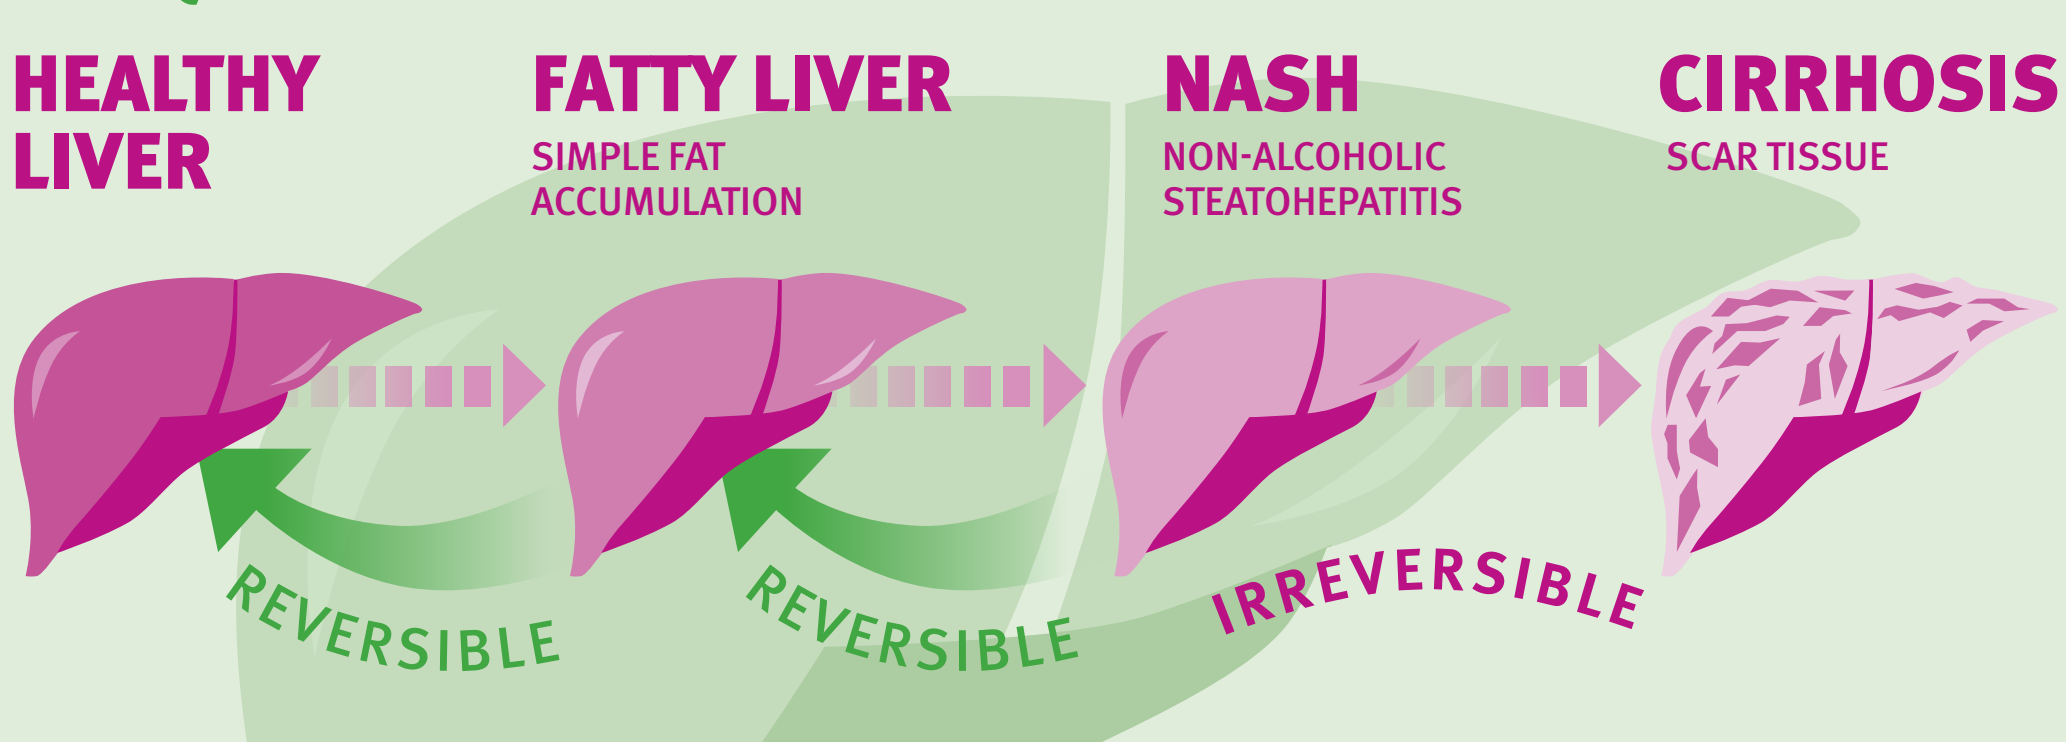 HEALTHY
LIVER
FATTY LIVER
SIMPLE FAT
ACCUMULATION
NASH
NON-ALCOHOLIC
STEATOHEPATITIS
CIRRHOSIS
SCAR TISSUE
REVERSIBLE
REVERSIBLE
IRREVERSIBLE